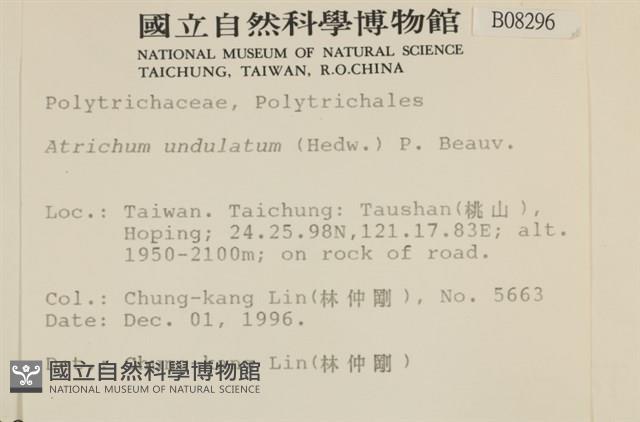 國立自然科學博物館
B08296
NATIONAL MUSEUM OF NATURAL SCIENCE
TAICHUNG, TAIWAN, R.O.CHINA
Polytrichaceae, Polytrichales
Atrichum undulatum (Hedw.) P. Beauv.
Loc.: Taiwan. Taichung: Taushan(桃山),
Hoping; 24.25.98N,121.17.83E; alt.
1950-2100m; on rock of road.
Col.: Chung-kang Lin(林仲剛), No. 5663
Date: Dec. 01, 1996.
Det.: Chung-kang Lin(林仲剛)
國立自然科學博物館
NATIONAL MUSEUM OF NATURAL SCIENCE